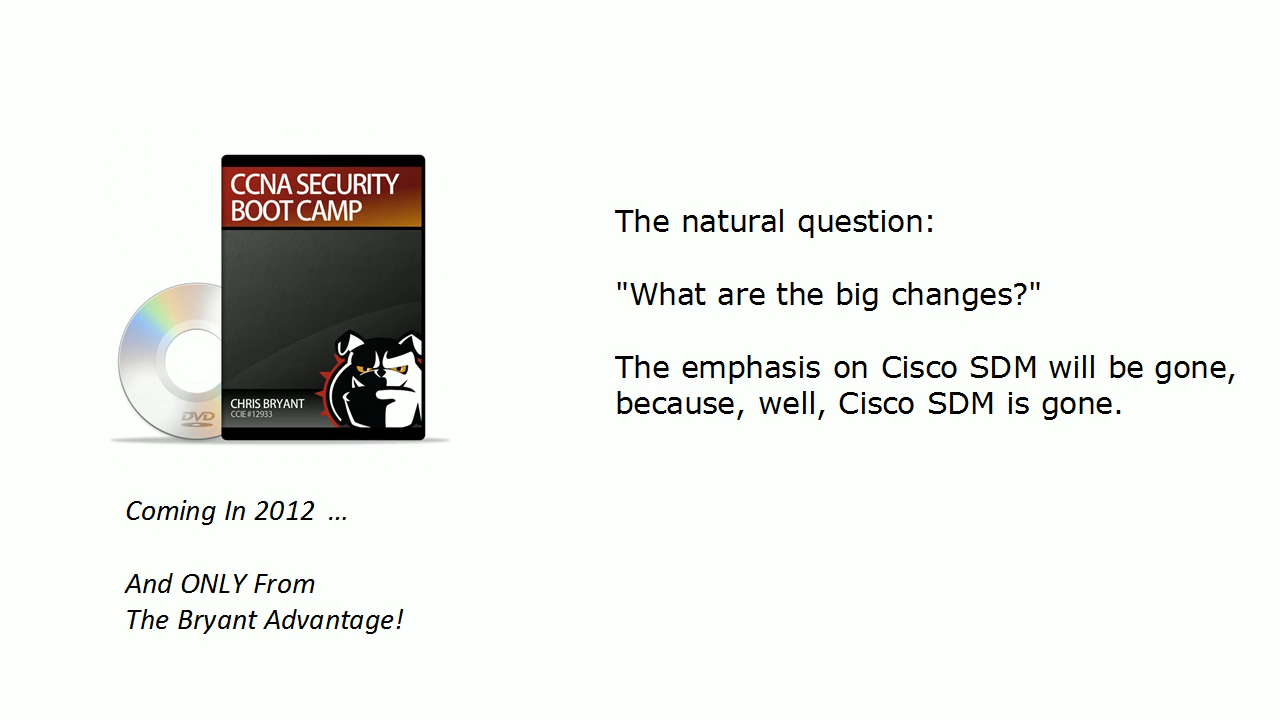 CCNA SECURITY
BOOT CAMP
CHRIS BRYANT
CCIE #12933
DVD
Coming In 2012 ...
And ONLY From
The Bryant Advantage!
The natural question:
"What are the big changes?"
The emphasis on Cisco SDM will be gone,
because, well, Cisco SDM is gone.